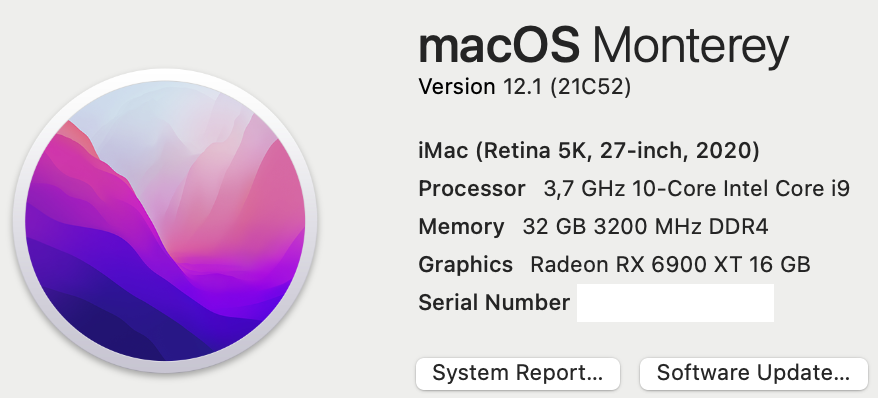 macOS Monterey
Version 12.1 (21C52)
iMac (Retina 5K, 27-inch, 2020)
Processor 3,7 GHz 10-Core Intel Core i9
Memory 32 GB 3200 MHz DDR4
Graphics Radeon RX 6900 XT 16 GB
Serial Number
System Report... Software Update...